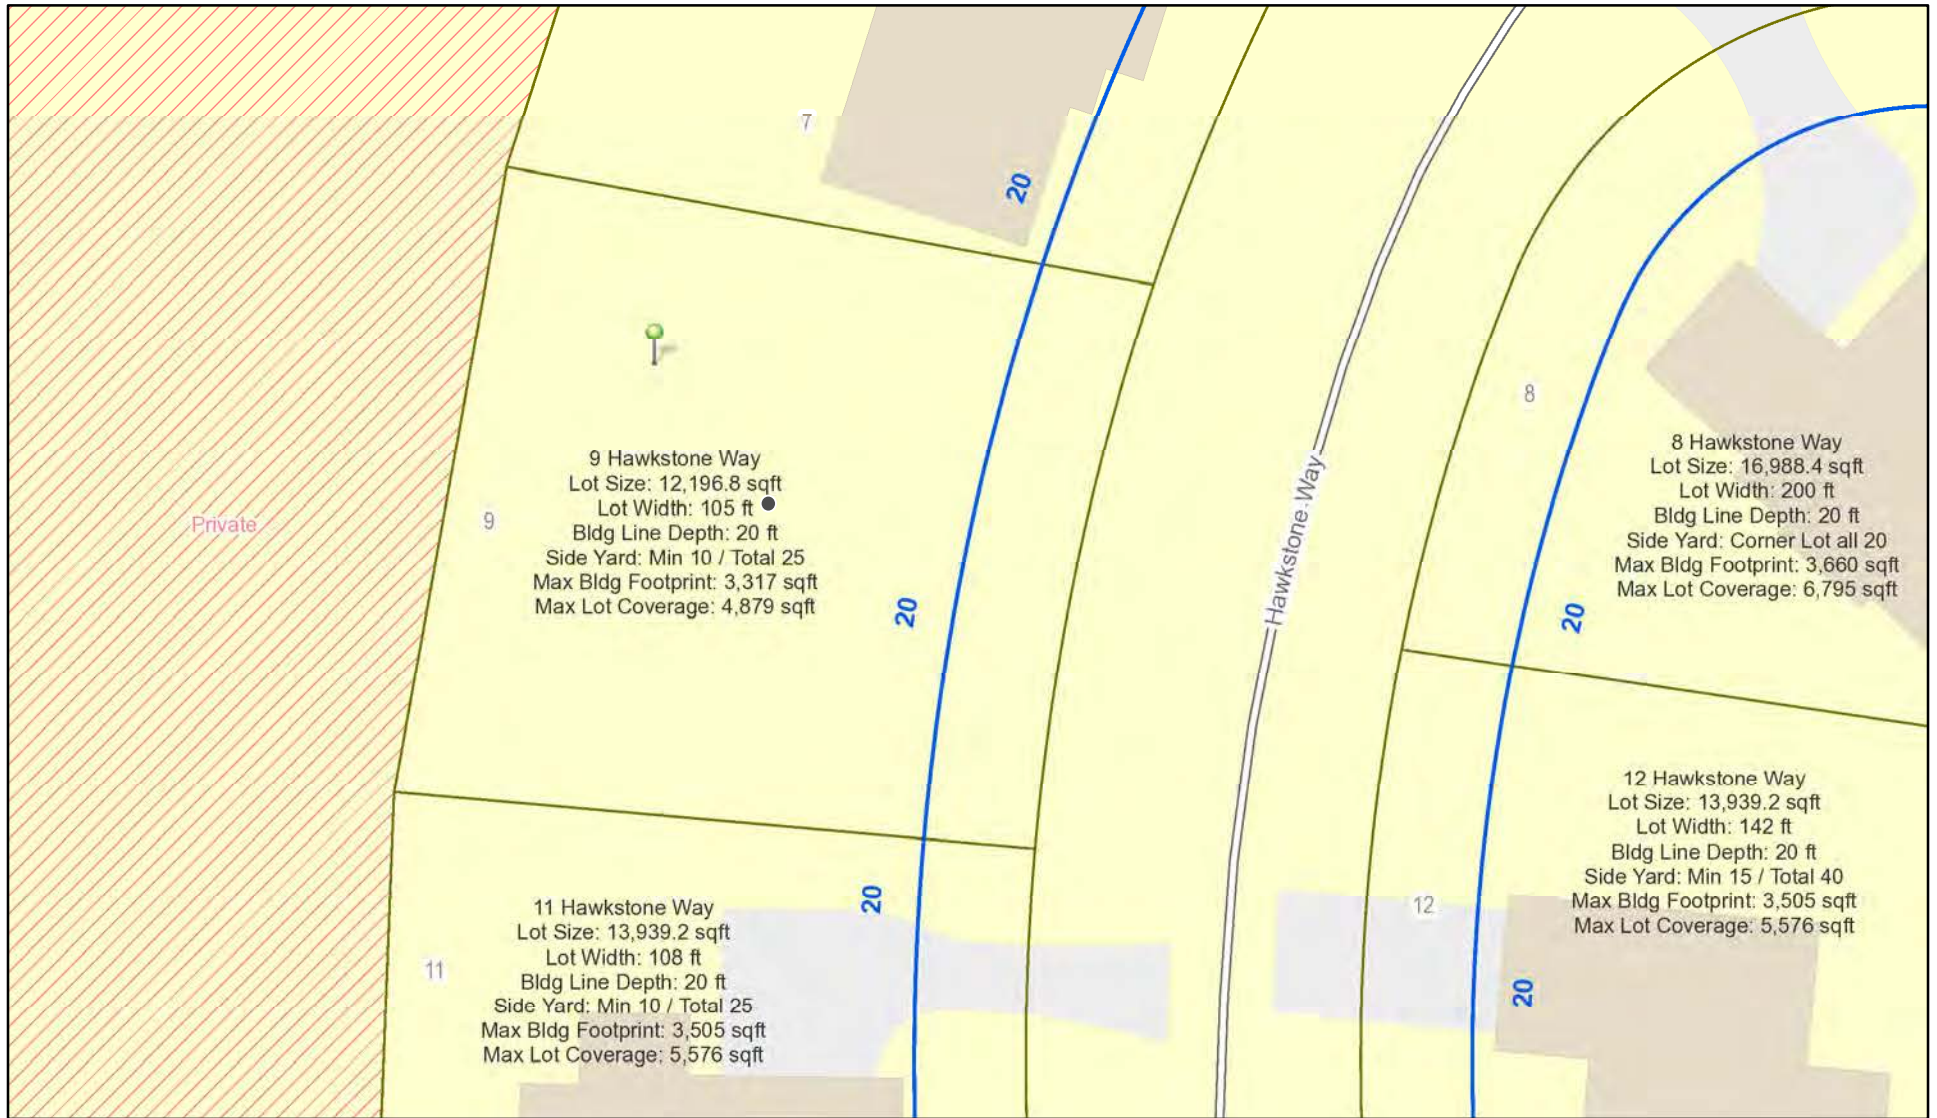 7
20
8
9 Hawkstone Way
Lot Size: 12,196.8 sqft
Lot Width: 105 ft
Bldg Line Depth: 20 ft
Side Yard: Min 10 / Total 25
Max Bldg Footprint: 3,317 sqft
Max Lot Coverage: 4,879 sqft
9
Private
20
Hawkstone Way
8 Hawkstone Way
Lot Size: 16,988.4 sqft
Lot Width: 200 ft
Bldg Line Depth: 20 ft
Side Yard: Corner Lot all 20
Max Bldg Footprint: 3,660 sqft
Max Lot Coverage: 6,795 sqft
20
12 Hawkstone Way
Lot Size: 13,939.2 sqft
Lot Width: 142 ft
Bldg Line Depth: 20 ft
Side Yard: Min 15 / Total 40
Max Bldg Footprint: 3,505 sqft
Max Lot Coverage: 5,576 sqft
12
20
20
11 Hawkstone Way
Lot Size: 13,939.2 sqft
Lot Width: 108 ft
Bldg Line Depth: 20 ft
Side Yard: Min 10 / Total 25
Max Bldg Footprint: 3,505 sqft
Max Lot Coverage: 5,576 sqft
11